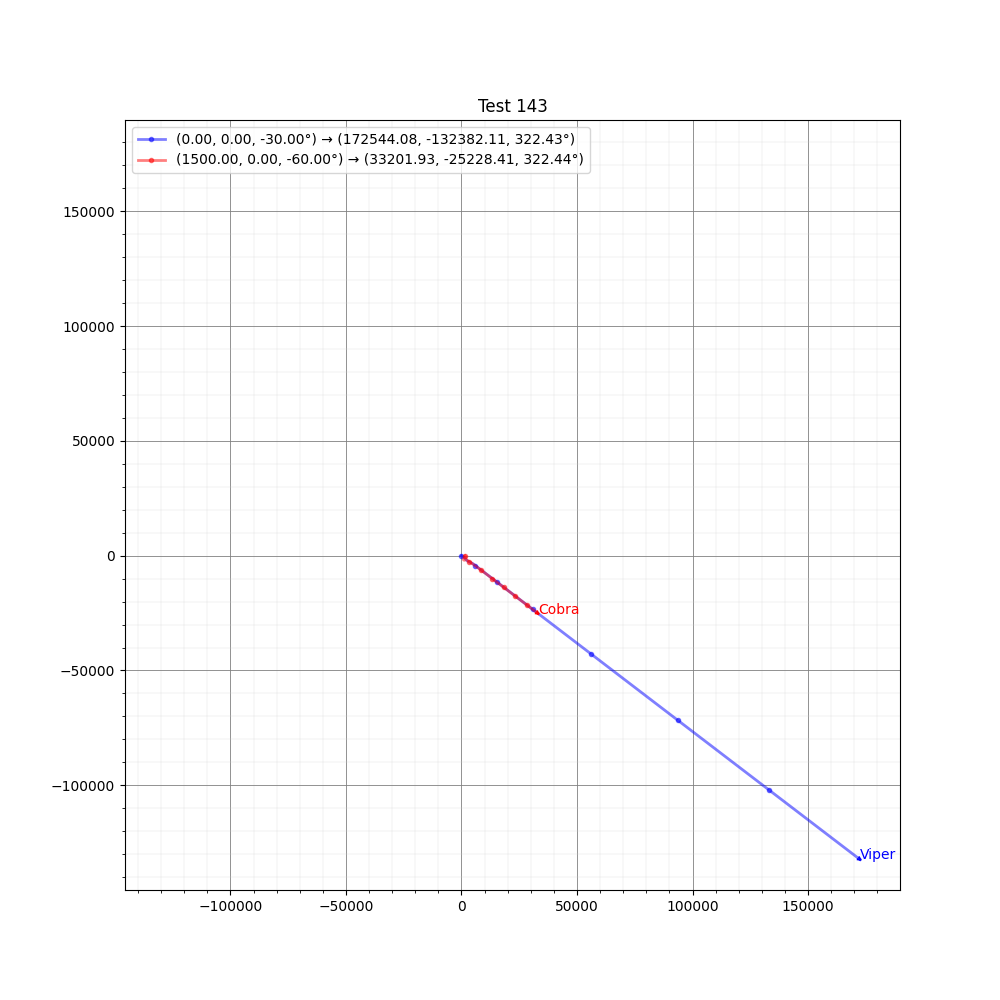 Test 143
(0.00, 0.00, -30.00°) → (172544.08, -132382.11, 322.43°)
(1500.00, 0.00, -60.00°) → (33201.93, -25228.41, 322.44°)
150000
100000
50000
0
−50000
−100000
Cobra
Viper
−100000
−50000
0
50000
100000
150000